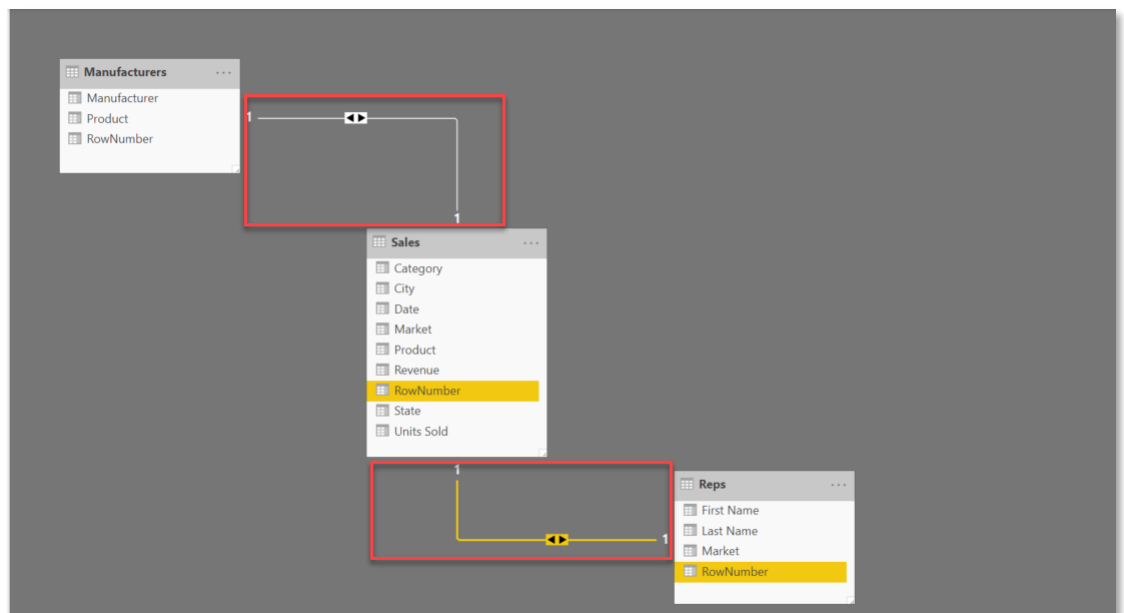 Manufacturers
Manufacturer
Product
RowNumber
1
1
Sales
Category
City
Date
Market
Product
Revenue
RowNumber
State
Units Sold
1
1
Reps
First Name
Last Name
Market
RowNumber